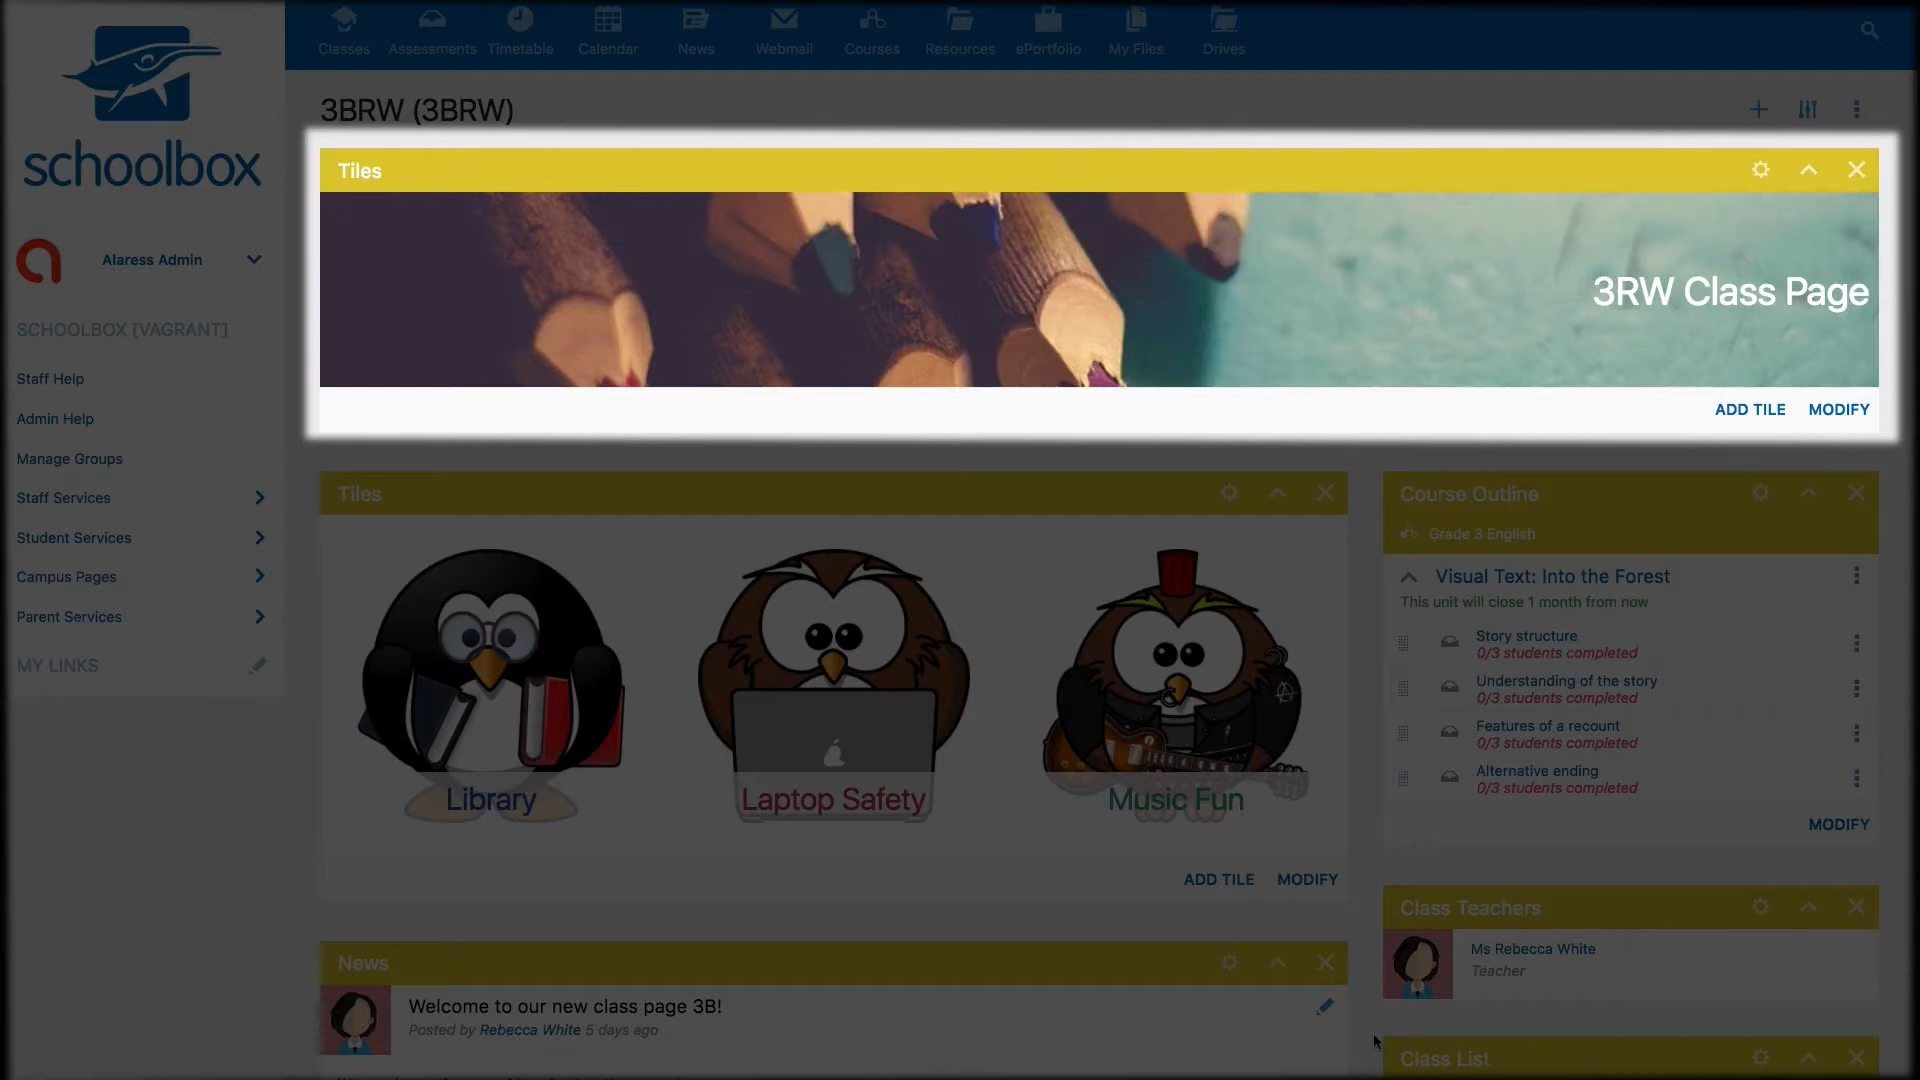 schoolbox
Classes
Assessments
Timetable
Calendar
News
Webmail
Courses
Resources
ePortfolio
My Files
Drives
Alaress Admin
SCHOOLBOX [VAGRANT]
Staff Help
Admin Help
Manage Groups
Staff Services
Student Services
Campus Pages
Parent Services
MY LINKS
3BRW (3BRW)
Tiles
3RW Class Page
ADD TILE MODIFY
Tiles
Library
Laptop Safety
Music Fun
ADD TILE MODIFY
News
Welcome to our new class page 3B!
Posted by Rebecca White 5 days ago
Course Outline
Grade 3 English
Visual Text: Into the Forest
This unit will close 1 month from now
Story structure
0/3 students completed
Understanding of the story
0/3 students completed
Features of a recount
0/3 students completed
Alternative ending
0/3 students completed
MODIFY
Class Teachers
Ms Rebecca White
Teacher
Class List